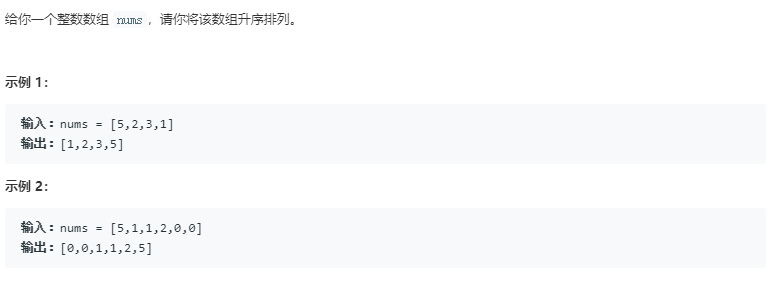 给你一个整数数组 nums，请你将该数组升序排列。
示例 1：
输入：nums = [5,2,3,1]
输出：[1,2,3,5]
示例 2：
输入：nums = [5,1,1,2,0,0]
输出：[0,0,1,1,2,5]